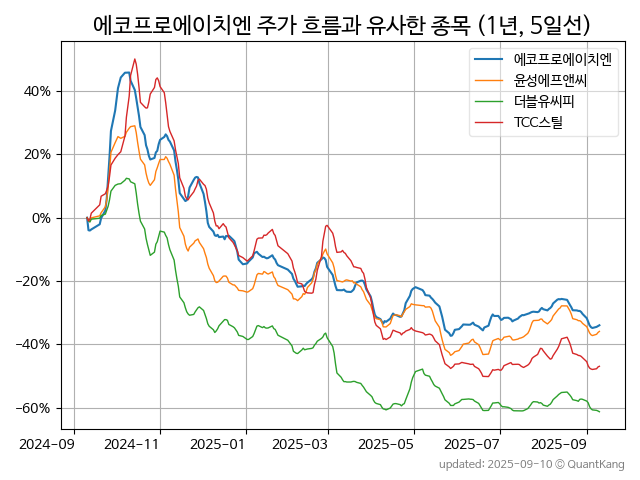 에코프로에이치엔 주가 흐름과 유사한 종목 (1년, 5일선)
에코프로에이치엔
윤성에프앤씨
더블유씨피
TCC스틸
40%
20%
0%
−20%
−40%
−60%
2024−09
2024−11
2025−01
2025−03
2025−05
2025−07
2025−09
updated: 2025-09-10 © QuantKang